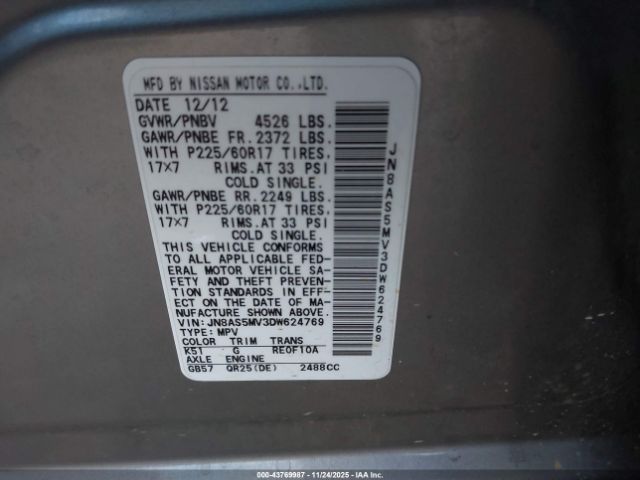 MFD BY NISSAN MOTOR CO.,LTD.
DATE 12/12
GVWR/PNBV 4526 LBS.
GAWR/PNBE FR. 2372 LBS.
WITH P225/60R17 TIRES,
17×7 RIMS.AT 33 PSI
COLD SINGLE.
GAWR/PNBE RR. 2249 LBS.
WITH P225/60R17 TIRES,
17×7 RIMS.AT 33 PSI
COLD SINGLE.
THIS VEHICLE CONFORMS
TO ALL APPLICABLE FED-
ERAL MOTOR VEHICLE SA-
FETY AND THEFT PREVEN-
TION STANDARDS IN EFF-
ECT ON THE DATE OF MA-
NUFACTURE SHOWN ABOVE.
VIN: JN8AS5MV3DW624769
TYPE: MPV
COLOR TRIM TRANS
K51 G RE0F10A
AXLE ENGINE
GB57 QR25(DE) 2488CC
JN8AS5MV3DW624769
© 43769987 - 11/24/2025 - IAA, Inc.